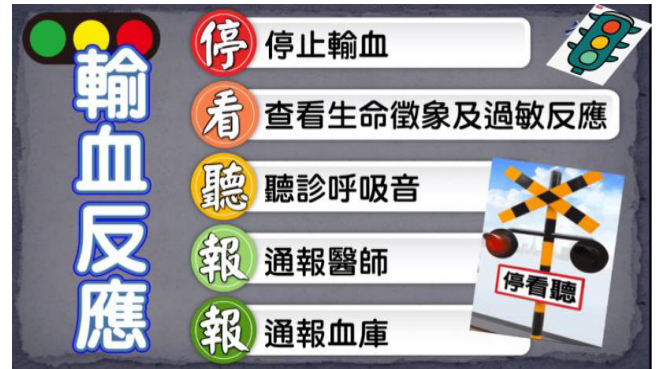 輸血反應
停 停止輸血
看 查看生命徵象及過敏反應
聽 聽診呼吸音
報 通報醫師
報 通報血庫
停看聽